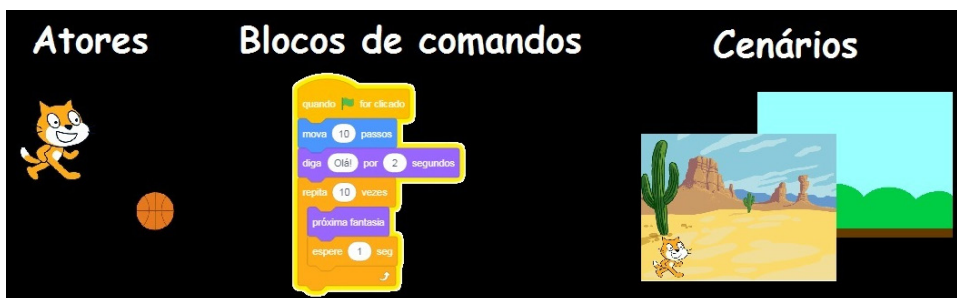 Atores
Blocos de comandos
Cenários
quando for clicado
mova 10 passos
diga Olá! por 2 segundos
repita 10 vezes
próxima fantasia
espere 1 seg